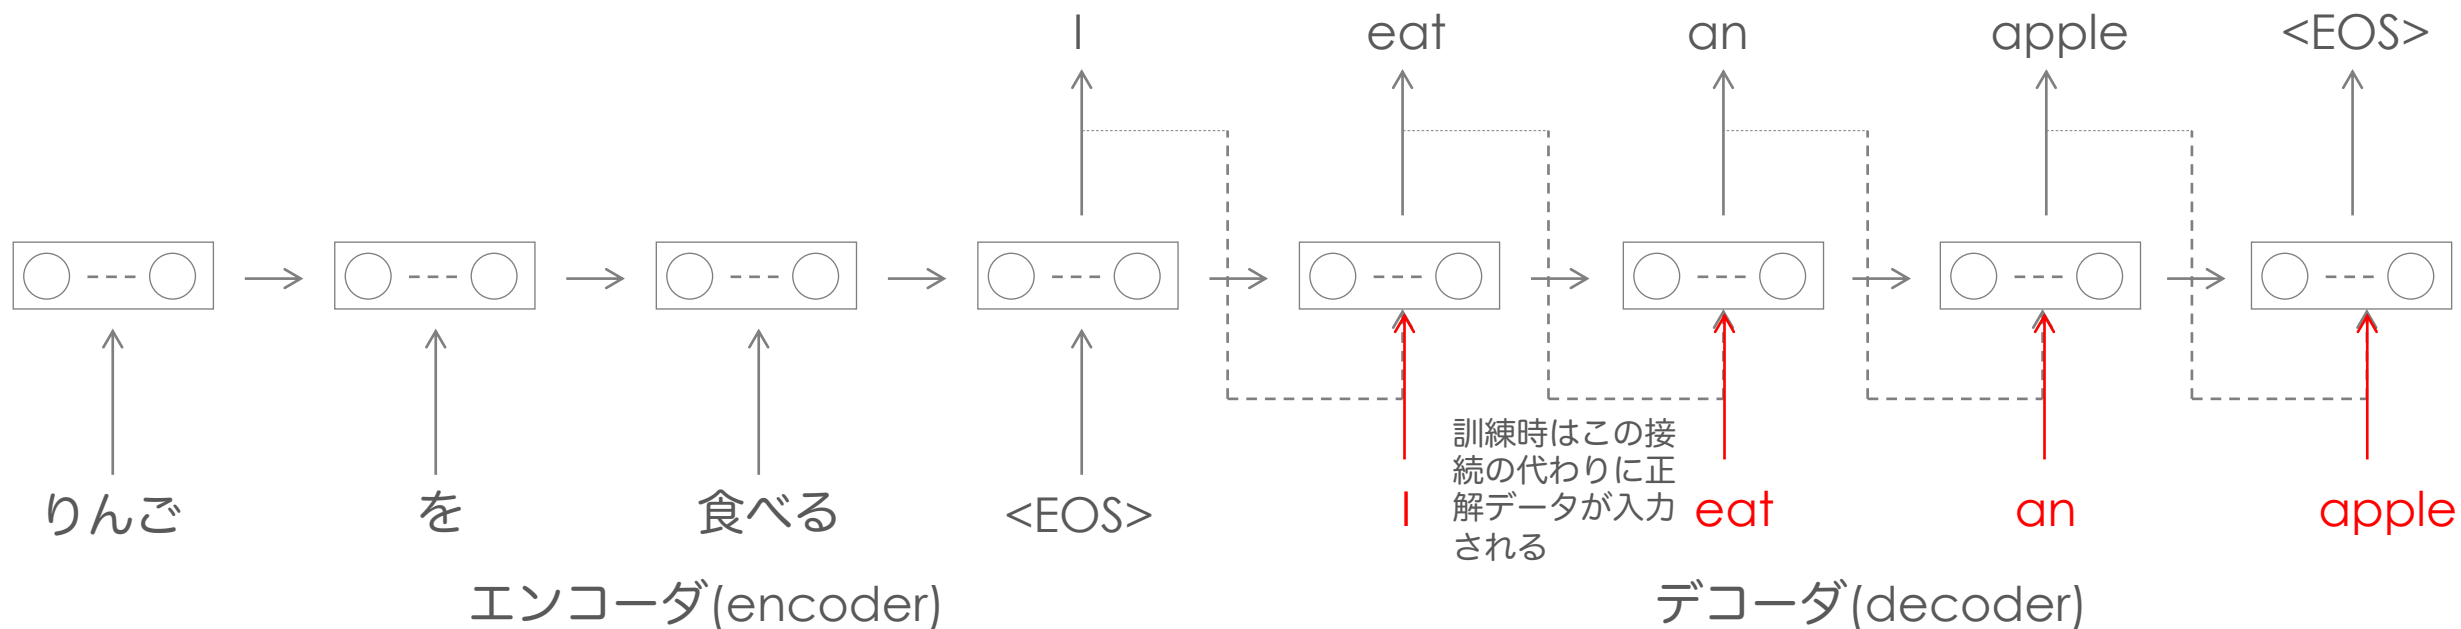 I eat an apple <EOS>
りんご を 食べる <EOS> I eat an apple
訓練時はこの接
続の代わりに正
解データが入力
される
エンコーダ(encoder) デコーダ(decoder)